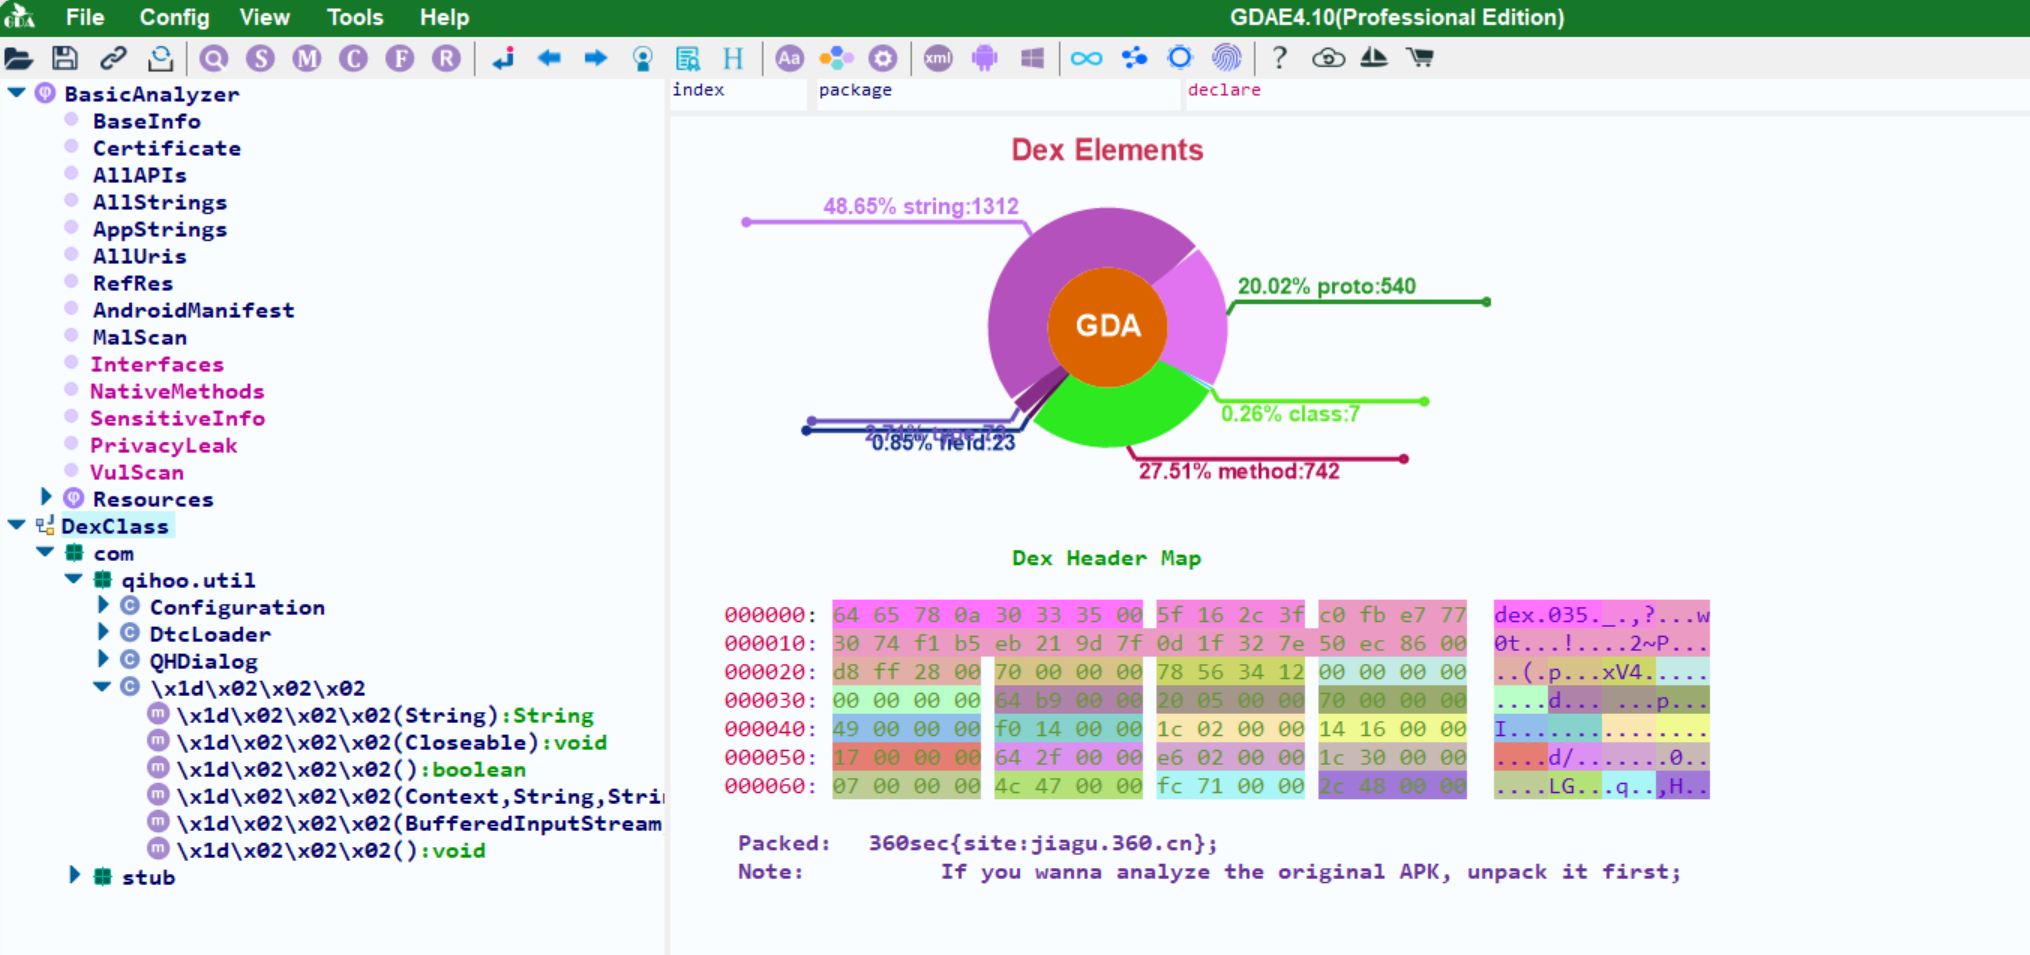 GDA File Config View Tools Help GDAE4.10(Professional Edition)
Q S M C F R H Aa xml ?
BasicAnalyzer
BaseInfo
Certificate
AllAPIs
AllStrings
AppStrings
AllUris
RefRes
AndroidManifest
MalScan
Interfaces
NativeMethods
SensitiveInfo
PrivacyLeak
VulScan
Resources
DexClass
com
qihoo.util
C Configuration
C DtcLoader
C QHDialog
C \x1d\x02\x02\x02
m \x1d\x02\x02\x02(String):String
m \x1d\x02\x02\x02(Closeable):void
m \x1d\x02\x02\x02():boolean
m \x1d\x02\x02\x02(Context,String,Stri
m \x1d\x02\x02\x02(BufferedInputStream
m \x1d\x02\x02\x02():void
stub
index package declare
Dex Elements
48.65% string:1312
20.02% proto:540
GDA
0.26% class:7
2.71% type:73
0.85% field:23
27.51% method:742
Dex Header Map
000000: 64 65 78 0a 30 33 35 00 5f 16 2c 3f c0 fb e7 77 dex.035._.,?...w
000010: 30 74 f1 b5 eb 21 9d 7f 0d 1f 32 7e 50 ec 86 00 0t...!....2~P...
000020: d8 ff 28 00 70 00 00 00 78 56 34 12 00 00 00 00 ..(.p...xV4.....
000030: 00 00 00 00 64 b9 00 00 20 05 00 00 70 00 00 00 ....d... ...p...
000040: 49 00 00 00 f0 14 00 00 1c 02 00 00 14 16 00 00 I...............
000050: 17 00 00 00 64 2f 00 00 e6 02 00 00 1c 30 00 00 ....d/.......0..
000060: 07 00 00 00 4c 47 00 00 fc 71 00 00 2c 48 00 00 ....LG...q..,H..
Packed: 360sec{site:jiagu.360.cn};
Note: If you wanna analyze the original APK, unpack it first;